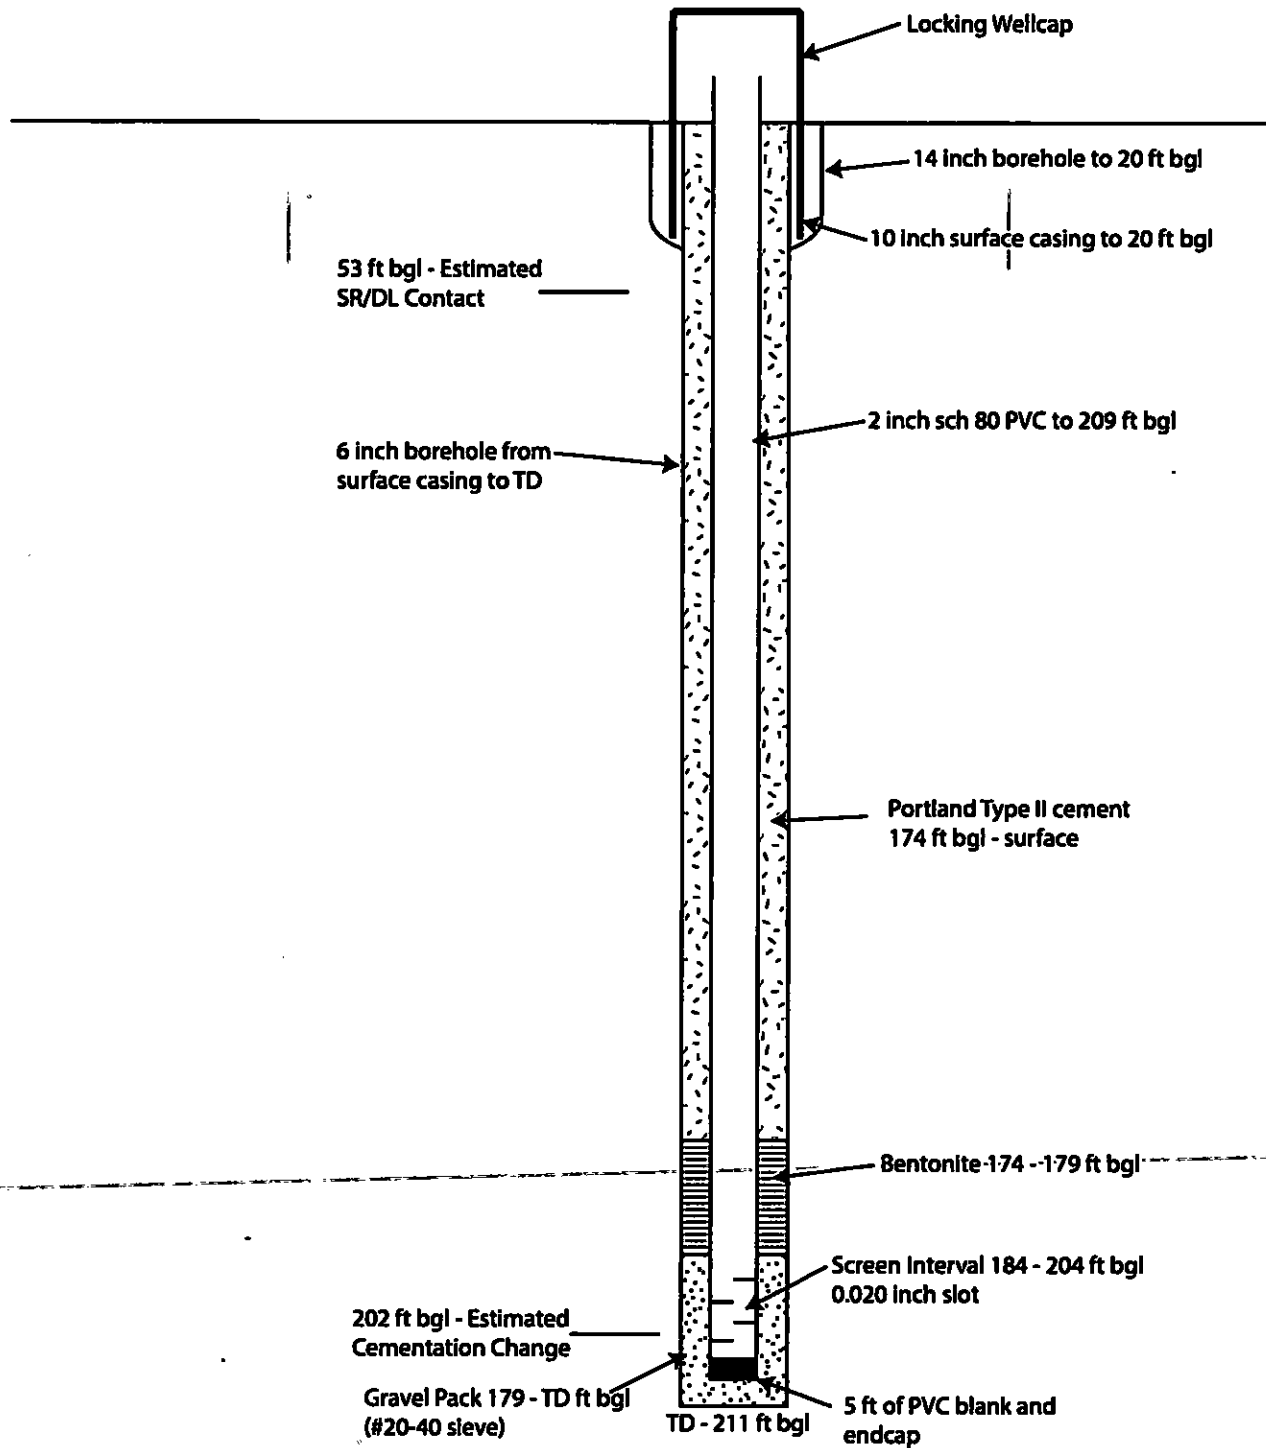 Locking Wellcap
14 inch borehole to 20 ft bgl
10 inch surface casing to 20 ft bgl
53 ft bgl - Estimated
SR/DL Contact
2 inch sch 80 PVC to 209 ft bgl
6 inch borehole from
surface casing to TD
Portland Type II cement
174 ft bgl - surface
Bentonite 174 - 179 ft bgl
Screen Interval 184 - 204 ft bgl
0.020 inch slot
202 ft bgl - Estimated
Cementation Change
Gravel Pack 179 - TD ft bgl
(#20-40 sieve)
TD - 211 ft bgl
5 ft of PVC blank and
endcap